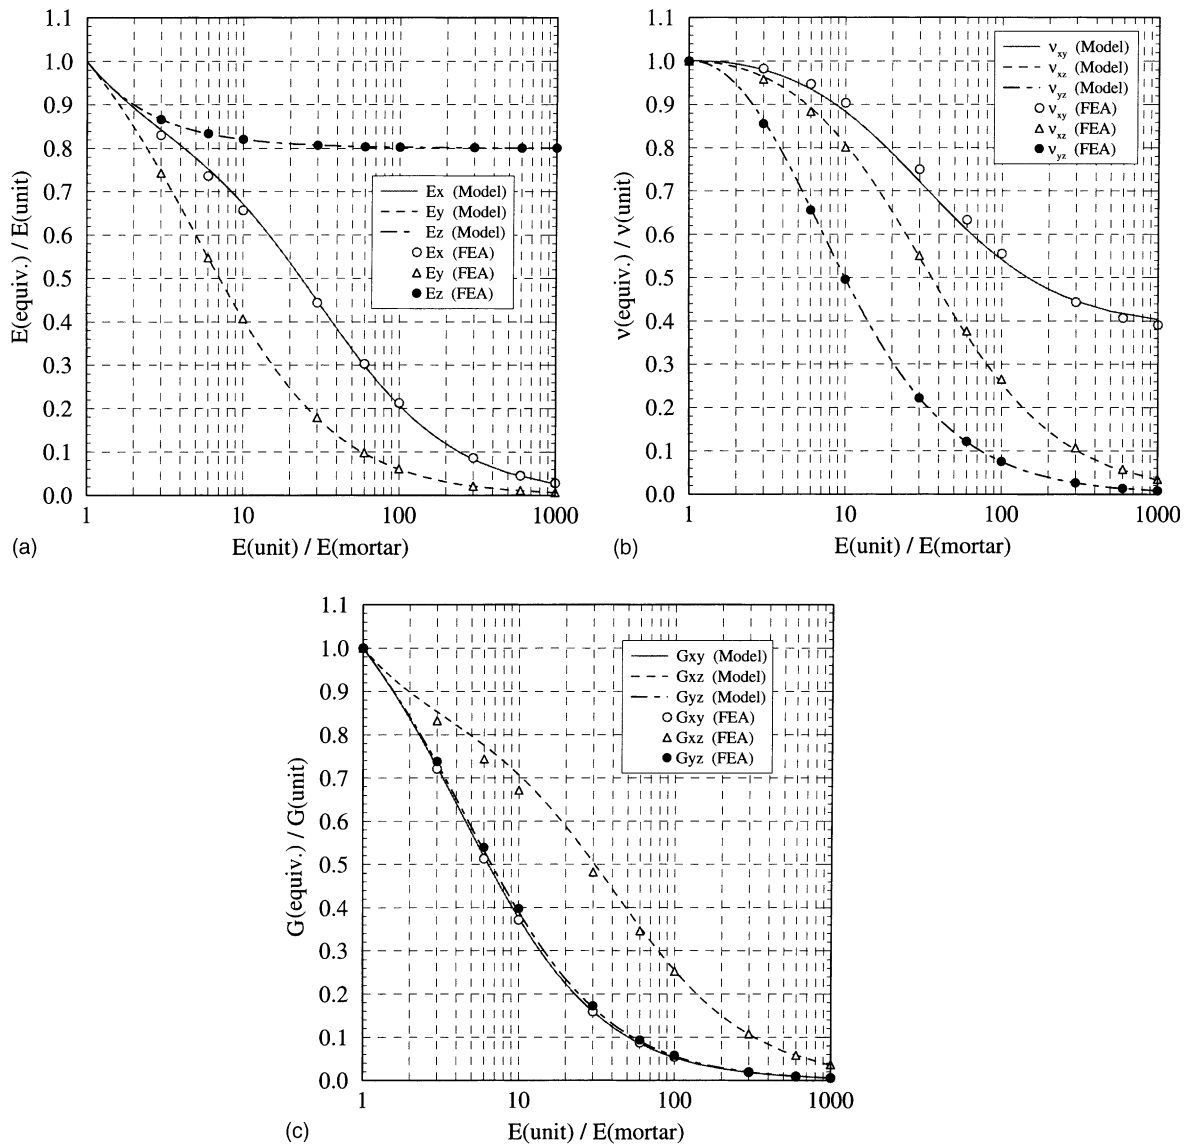 1.1
1.0
0.9
0.8
0.7
0.6
0.5
0.4
0.3
0.2
0.1
0.0
E(equiv.) / E(unit)
Ex (Model)
Ey (Model)
Ez (Model)
Ex (FEA)
Ey (FEA)
Ez (FEA)
1 10 100 1000
E(unit) / E(mortar)
(a)
1.1
1.0
0.9
0.8
0.7
0.6
0.5
0.4
0.3
0.2
0.1
0.0
ν(equiv.) / ν(unit)
νxy (Model)
νxz (Model)
νyz (Model)
νxy (FEA)
νxz (FEA)
νyz (FEA)
1 10 100 1000
E(unit) / E(mortar)
(b)
1.1
1.0
0.9
0.8
0.7
0.6
0.5
0.4
0.3
0.2
0.1
0.0
G(equiv.) / G(unit)
Gxy (Model)
Gxz (Model)
Gyz (Model)
Gxy (FEA)
Gxz (FEA)
Gyz (FEA)
1 10 100 1000
E(unit) / E(mortar)
(c)